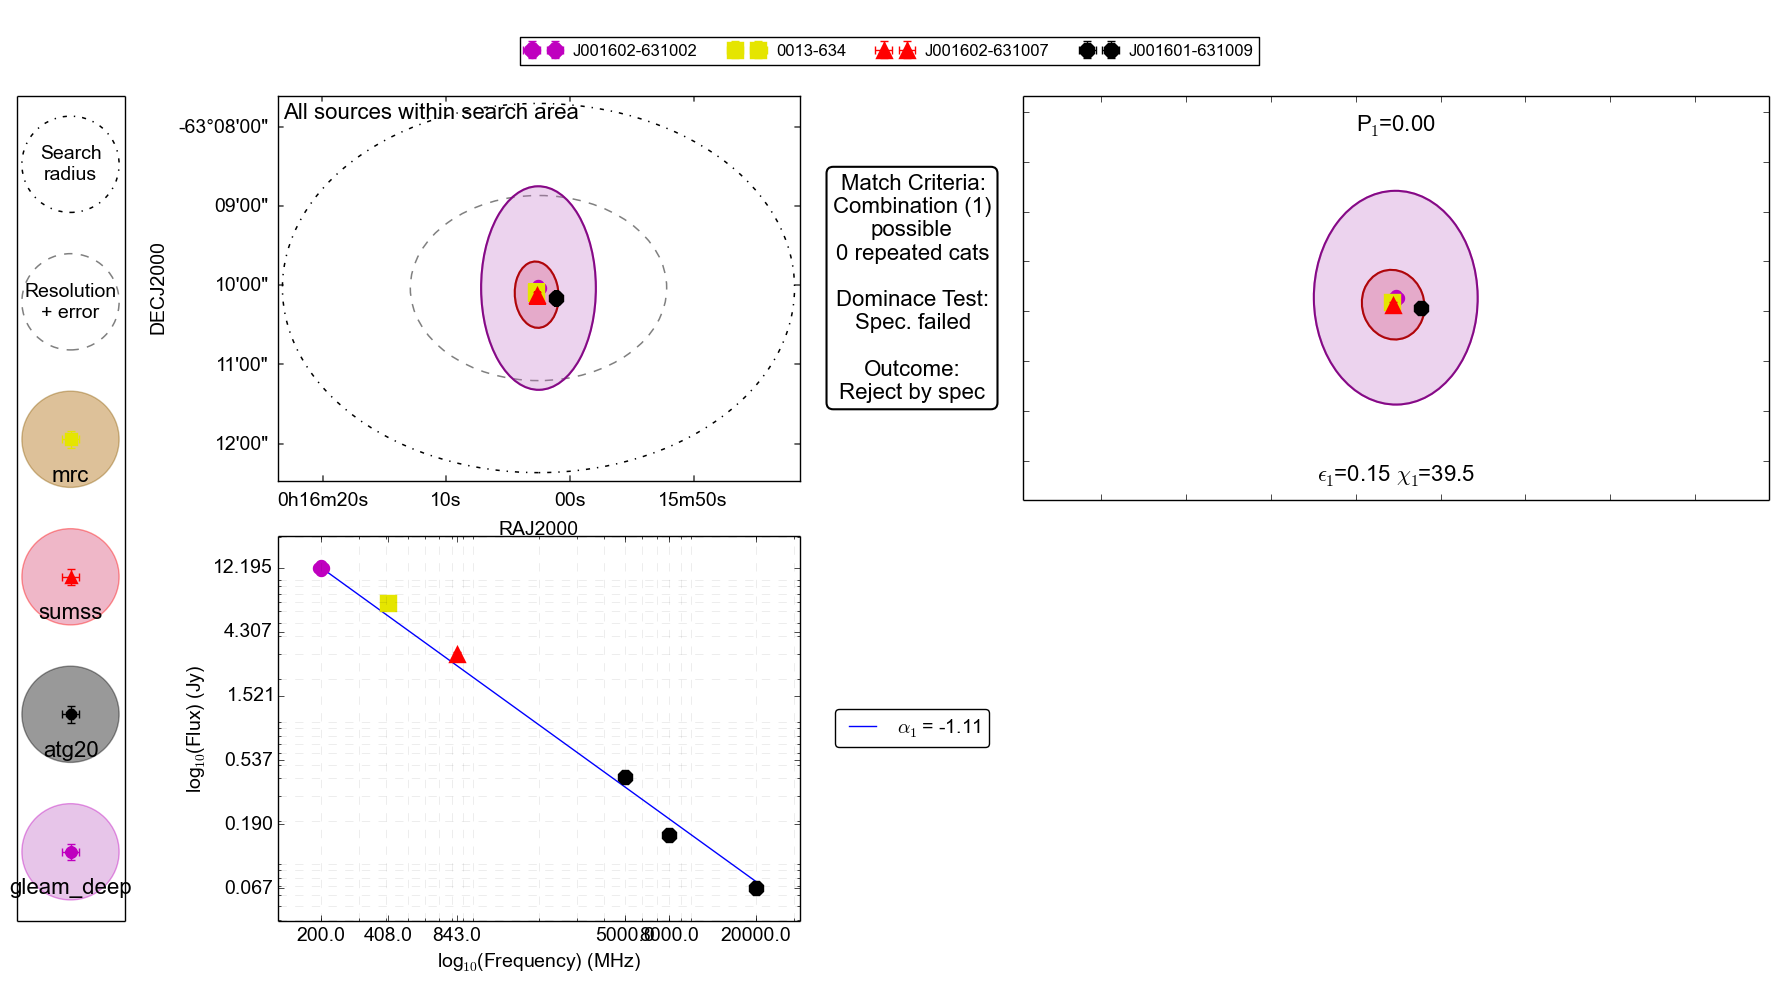 J001602-631002 0013-634 J001602-631007 J001601-631009
Search
radius
Resolution
+ error
mrc
sumss
atg20
gleam_deep
All sources within search area
-63°08'00"
09'00"
10'00"
11'00"
12'00"
DECJ2000
0h16m20s 10s 00s 15m50s
RAJ2000
Match Criteria:
Combination (1)
possible
0 repeated cats
Dominace Test:
Spec. failed
Outcome:
Reject by spec
P₁=0.00
ϵ₁=0.15 χ₁=39.5
12.195
4.307
1.521
0.537
0.190
0.067
log₁₀(Flux) (Jy)
200.0 408.0 843.0 5000.0 8000.0 20000.0
log₁₀(Frequency) (MHz)
α₁ = -1.11